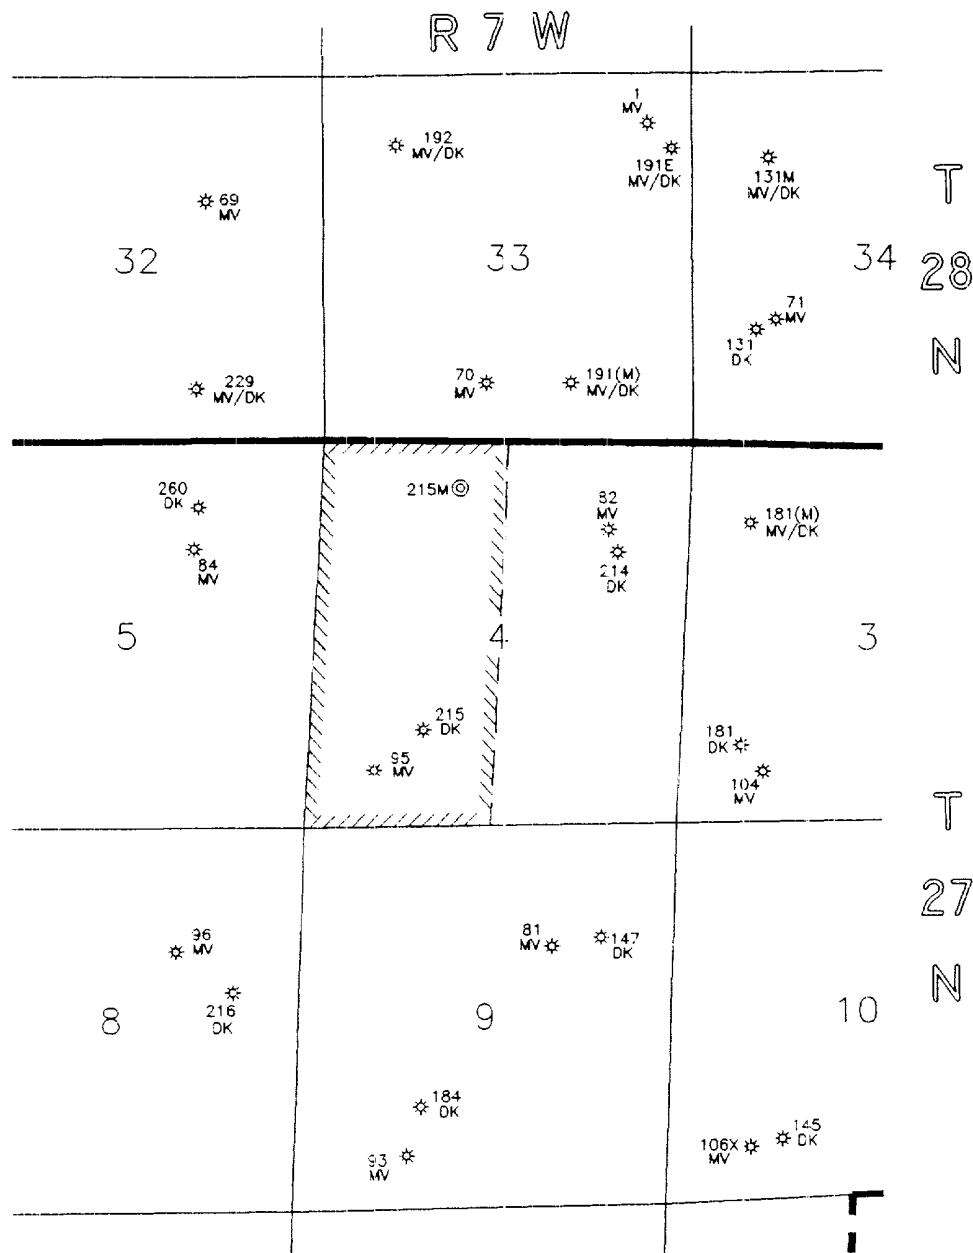 R 7 W
1
MV
192
MV/DK
191E
MV/DK
131M
MV/DK
T
69
MV
32
33
34
28
71
MV
131
DK
N
229
MV/DK
70
MV
191(M)
MV/DK
260
DK
215M
82
MV
181(M)
MV/DK
84
MV
214
DK
5
4
3
215
DK
95
MV
181
DK
104
MV
T
27
96
MV
81
MV
147
DK
N
216
DK
8
9
10
184
DK
93
MV
106X
MV
145
DK